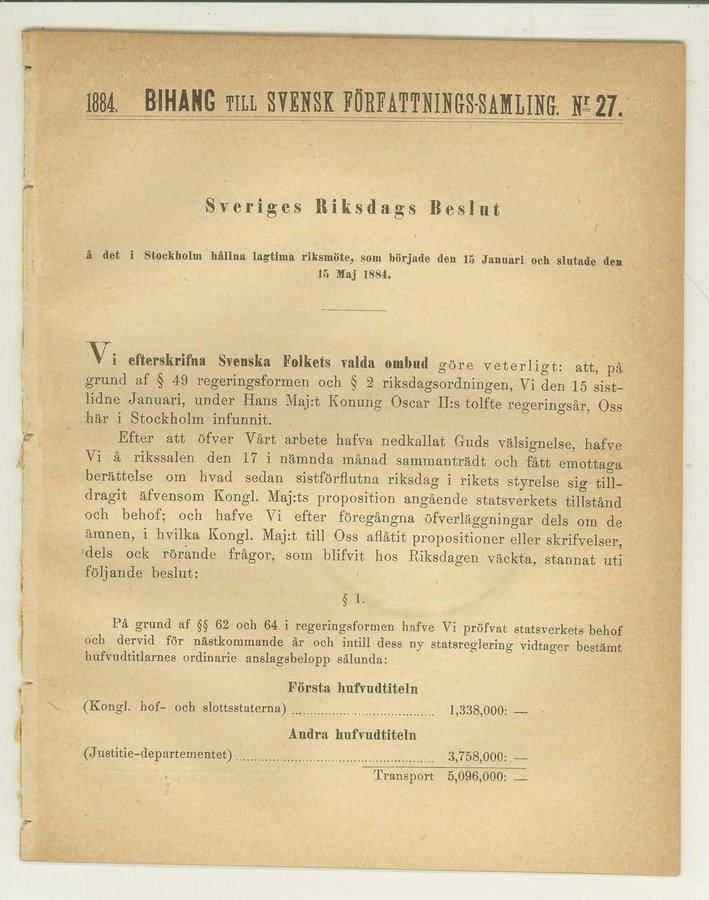 1884. BIHANG TILL SVENSK FÖRFATTNINGS-SAMLING. Nr 27.
Sveriges Riksdags Beslut
å det i Stockholm hållna lagtima riksmöte, som började den 15 Januari och slutade den
15 Maj 1884.
Vi efterskrifna Svenska Folkets valda ombud göre veterligt: att, på
grund af § 49 regeringsformen och § 2 riksdagsordningen, Vi den 15 sist-
lidne Januari, under Hans Maj:t Konung Oscar II:s tolfte regeringsår, Oss
här i Stockholm infunnit.
Efter att öfver Vårt arbete hafva nedkallat Guds välsignelse, hafve
Vi å rikssalen den 17 i nämnda månad sammanträdt och fått emottaga
berättelse om hvad sedan sistförflutna riksdag i rikets styrelse sig till-
dragit äfvensom Kongl. Maj:ts proposition angående statsverkets tillstånd
och behof; och hafve Vi efter föregångna öfverläggningar dels om de
ämnen, i hvilka Kongl. Maj:t till Oss aflåtit propositioner eller skrifvelser,
dels ock rörande frågor, som blifvit hos Riksdagen väckta, stannat uti
följande beslut:
§ 1.
På grund af §§ 62 och 64 i regeringsformen hafve Vi pröfvat statsverkets behof
och dervid för nästkommande år och intill dess ny statsreglering vidtager bestämt
hufvudtitlarnes ordinarie anslagsbelopp sålunda:
Första hufvudtiteln
(Kongl. hof- och slottsstaterna) ........................................ 1,338,000: —
Andra hufvudtiteln
(Justitie-departementet) ........................................................ 3,758,000: —
Transport 5,096,000: —